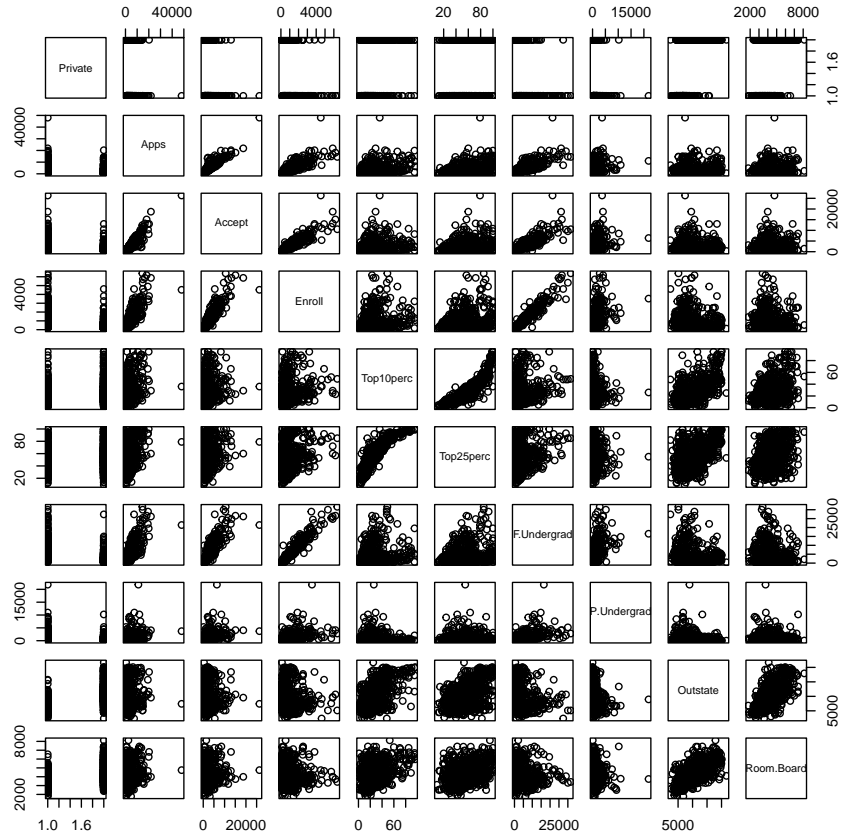 0 40000 0 4000 20 60 100 0 15000 2000 8000
Private
1.0 1.6
0 40000
Apps
Accept
0 20000
0 4000
Enroll
Top10perc
0 60
20 80
Top25perc
F.Undergrad
0 25000
0 15000
P.Undergrad
Outstate
5000
2000 8000
Room.Board
1.0 1.6 0 20000 0 60 0 25000 5000